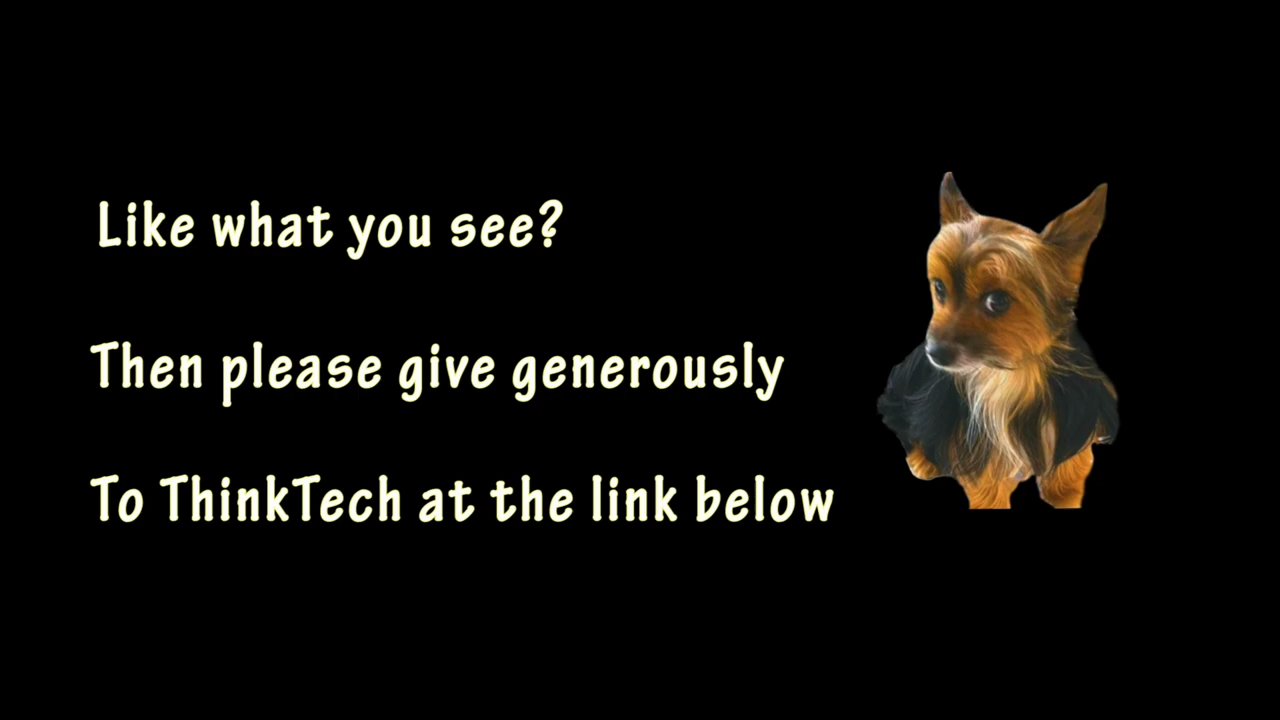 Like what you see?
Then please give generously
To ThinkTech at the link below